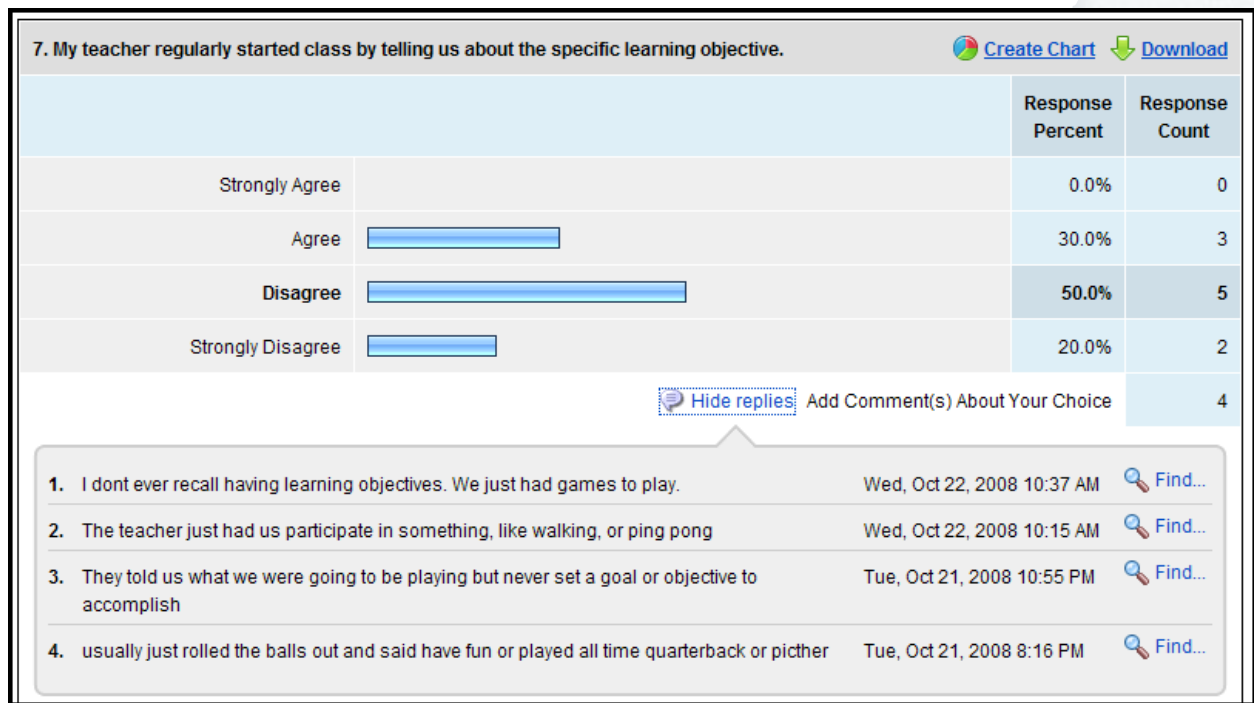 7. My teacher regularly started class by telling us about the specific learning objective. Create Chart Download
Response Percent Response Count
Strongly Agree 0.0% 0
Agree 30.0% 3
Disagree 50.0% 5
Strongly Disagree 20.0% 2
Hide replies Add Comment(s) About Your Choice 4
1. I dont ever recall having learning objectives. We just had games to play. Wed, Oct 22, 2008 10:37 AM Find...
2. The teacher just had us participate in something, like walking, or ping pong Wed, Oct 22, 2008 10:15 AM Find...
3. They told us what we were going to be playing but never set a goal or objective to Tue, Oct 21, 2008 10:55 PM Find...
accomplish
4. usually just rolled the balls out and said have fun or played all time quarterback or picther Tue, Oct 21, 2008 8:16 PM Find...